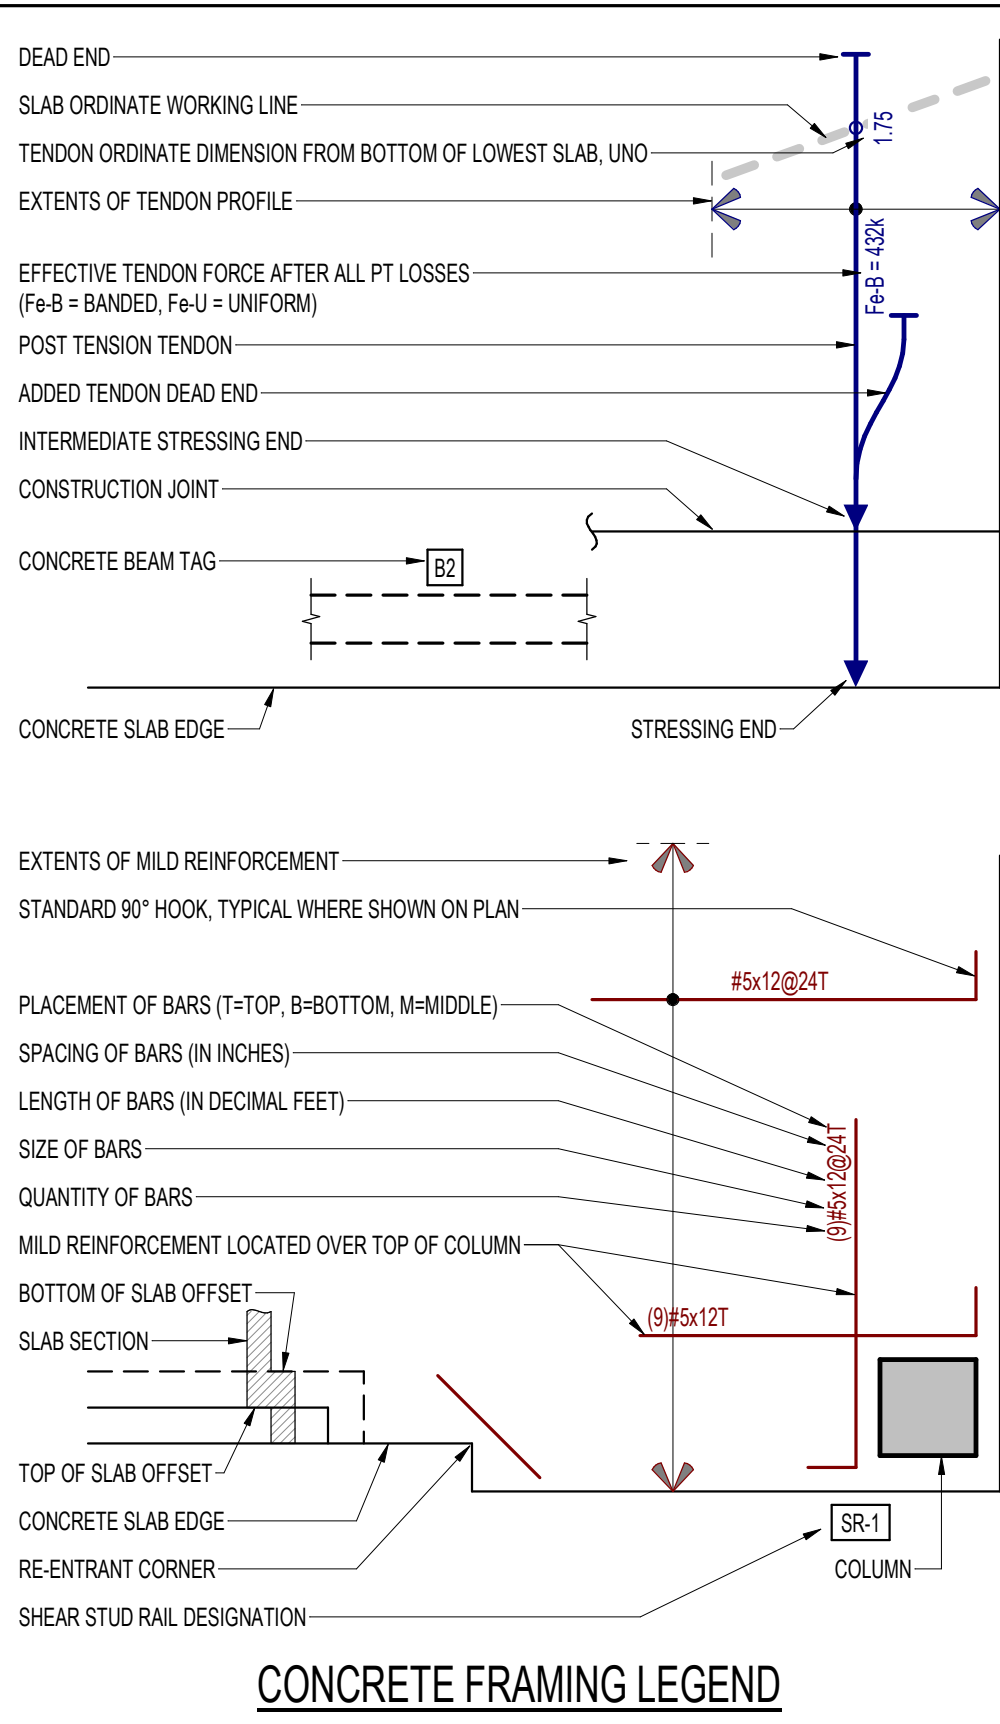 DEAD END
SLAB ORDINATE WORKING LINE
1.75
TENDON ORDINATE DIMENSION FROM BOTTOM OF LOWEST SLAB, UNO
EXTENTS OF TENDON PROFILE
EFFECTIVE TENDON FORCE AFTER ALL PT LOSSES
(Fe-B = BANDED, Fe-U = UNIFORM)
Fe-B = 432k
POST TENSION TENDON
ADDED TENDON DEAD END
INTERMEDIATE STRESSING END
CONSTRUCTION JOINT
CONCRETE BEAM TAG
B2
CONCRETE SLAB EDGE
STRESSING END
EXTENTS OF MILD REINFORCEMENT
STANDARD 90° HOOK, TYPICAL WHERE SHOWN ON PLAN
#5x12@24T
PLACEMENT OF BARS (T=TOP, B=BOTTOM, M=MIDDLE)
SPACING OF BARS (IN INCHES)
LENGTH OF BARS (IN DECIMAL FEET)
SIZE OF BARS
QUANTITY OF BARS
(9)#5x12@24T
MILD REINFORCEMENT LOCATED OVER TOP OF COLUMN
BOTTOM OF SLAB OFFSET
(9)#5x12T
SLAB SECTION
TOP OF SLAB OFFSET
CONCRETE SLAB EDGE
SR-1
RE-ENTRANT CORNER
COLUMN
SHEAR STUD RAIL DESIGNATION
CONCRETE FRAMING LEGEND